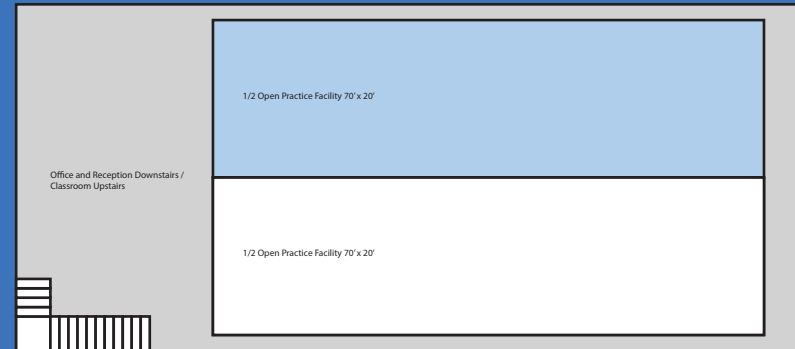 1/2 Open Practice Facility 70' x 20'
Office and Reception Downstairs /
Classroom Upstairs
1/2 Open Practice Facility 70' x 20'